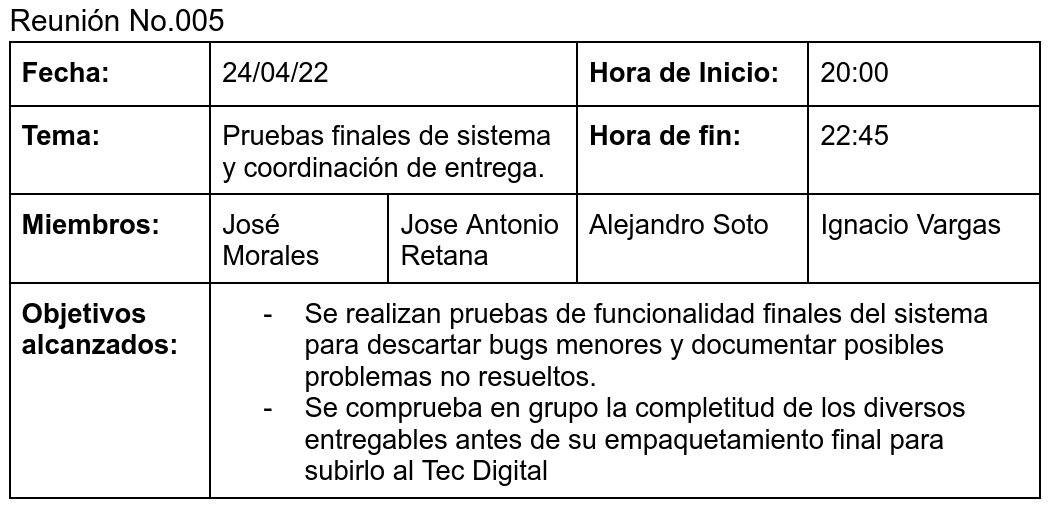 Reunión No.005
Fecha: 24/04/22 Hora de Inicio: 20:00
Tema: Pruebas finales de sistema Hora de fin: 22:45
y coordinación de entrega.
Miembros: José Jose Antonio Alejandro Soto Ignacio Vargas
Morales Retana
Objetivos - Se realizan pruebas de funcionalidad finales del sistema
alcanzados: para descartar bugs menores y documentar posibles
problemas no resueltos.
- Se comprueba en grupo la completitud de los diversos
entregables antes de su empaquetamiento final para
subirlo al Tec Digital